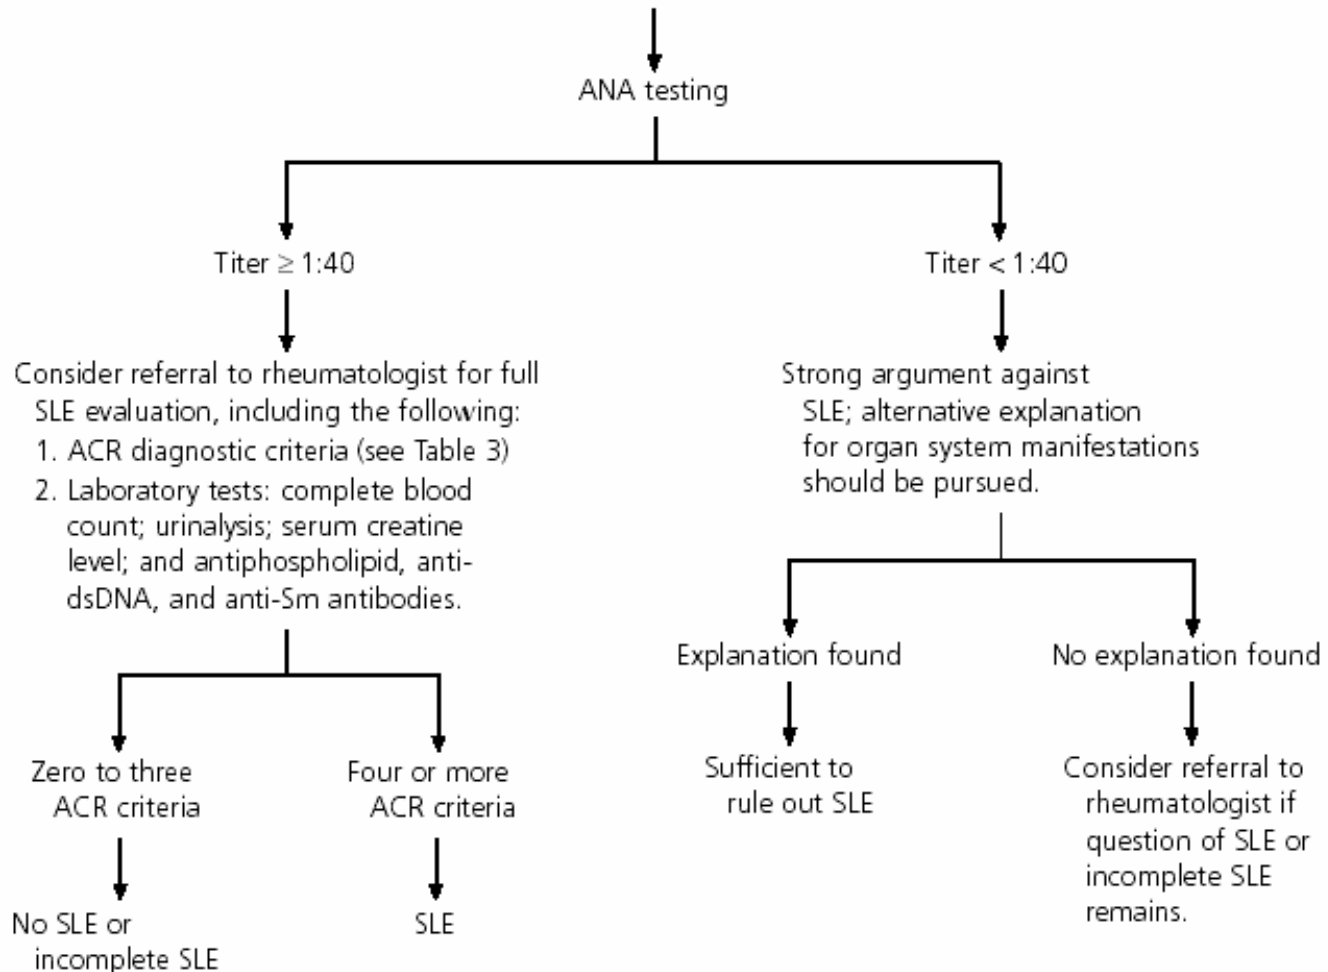 ANA testing
Titer ≥ 1:40
Titer < 1:40
Consider referral to rheumatologist for full
SLE evaluation, including the following:
1. ACR diagnostic criteria (see Table 3)
2. Laboratory tests: complete blood
count; urinalysis; serum creatine
level; and antiphospholipid, anti-
dsDNA, and anti-Sm antibodies.
Strong argument against
SLE; alternative explanation
for organ system manifestations
should be pursued.
Explanation found
No explanation found
Zero to three
ACR criteria
Four or more
ACR criteria
Sufficient to
rule out SLE
Consider referral to
rheumatologist if
question of SLE or
incomplete SLE
remains.
No SLE or
incomplete SLE
SLE